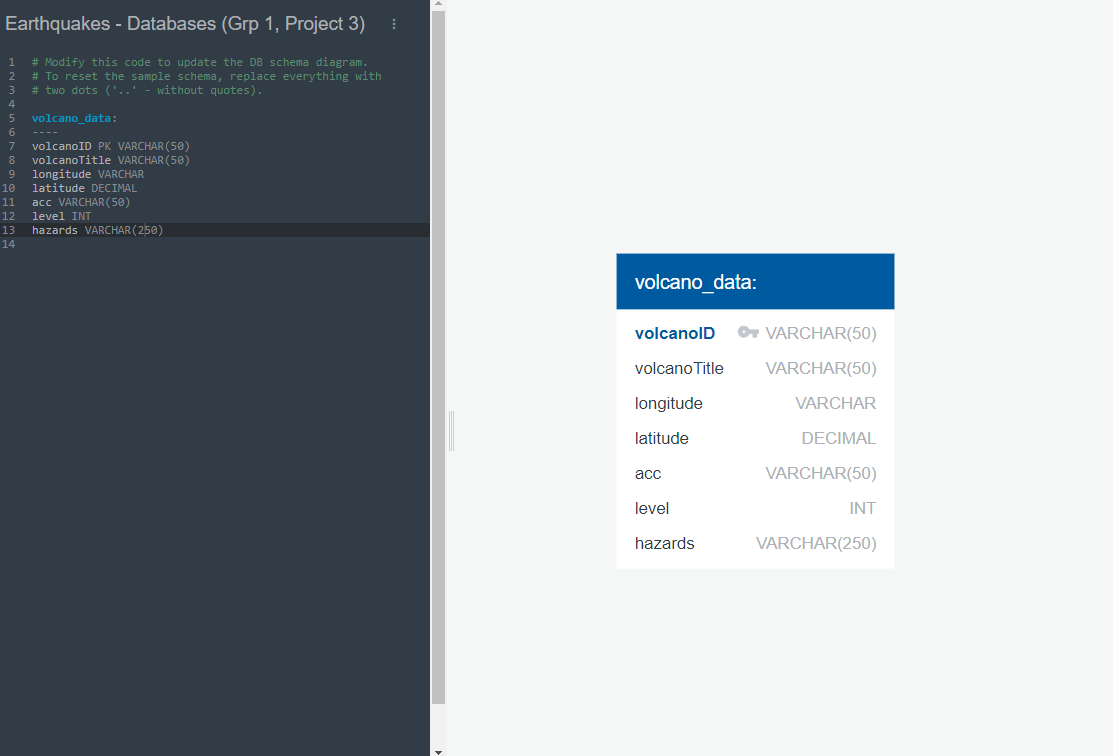 Earthquakes - Databases (Grp 1, Project 3)
1 # Modify this code to update the DB schema diagram.
2 # To reset the sample schema, replace everything with
3 # two dots ('..' - without quotes).
4
5 volcano_data:
6 ----
7 volcanoID PK VARCHAR(50)
8 volcanoTitle VARCHAR(50)
9 longitude VARCHAR
10 latitude DECIMAL
11 acc VARCHAR(50)
12 level INT
13 hazards VARCHAR(250)
14
volcano_data:
volcanoID VARCHAR(50)
volcanoTitle VARCHAR(50)
longitude VARCHAR
latitude DECIMAL
acc VARCHAR(50)
level INT
hazards VARCHAR(250)